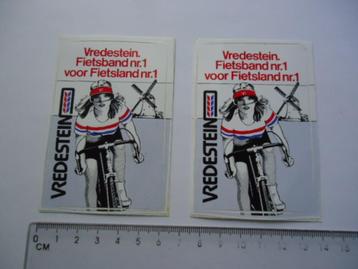 Vredestein.
Fietsband nr.1
voor Fietsland nr.1
VREDESTEIN
Vredestein.
Fietsband nr.1
voor Fietsland nr.1
VREDESTEIN
0 1 2 3 4 5 6 7 8 9 10 11 12 13 14 15
CM